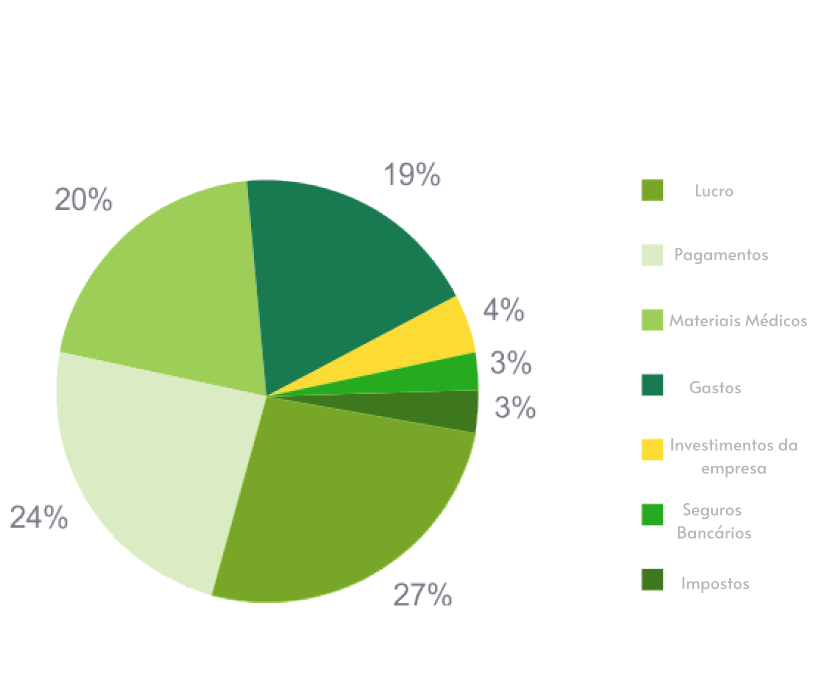 19%
20%
4%
3%
3%
24%
27%
Lucro
Pagamentos
Materiais Médicos
Gastos
Investimentos da
empresa
Seguros
Bancários
Impostos